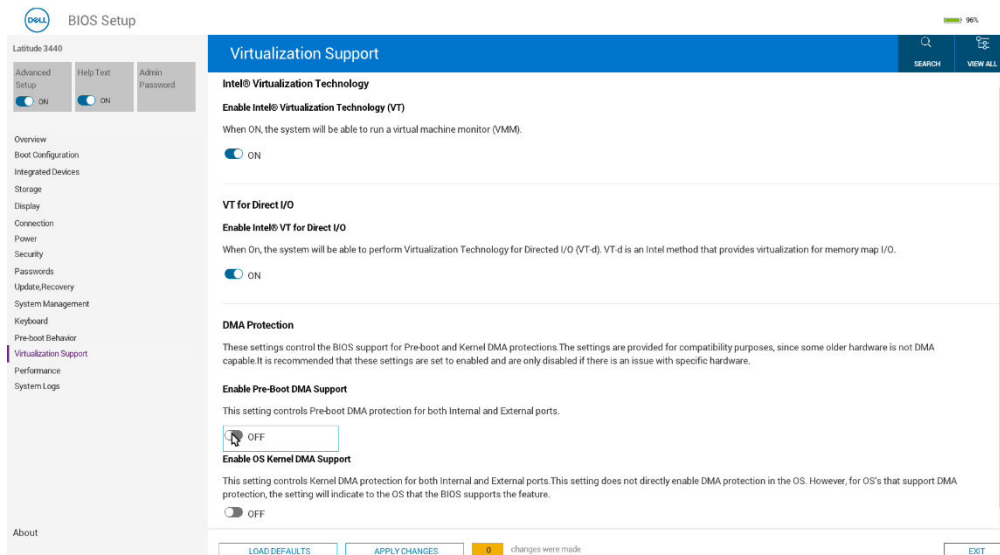 DELL
BIOS Setup
96%
Latitude 3440
Advanced Setup
ON
Help Text
ON
Admin Password
Overview
Boot Configuration
Integrated Devices
Storage
Display
Connection
Power
Security
Passwords
Update,Recovery
System Management
Keyboard
Pre-boot Behavior
Virtualization Support
Performance
System Logs
About
Virtualization Support
SEARCH
VIEW ALL
Intel® Virtualization Technology
Enable Intel® Virtualization Technology (VT)
When ON, the system will be able to run a virtual machine monitor (VMM).
ON
VT for Direct I/O
Enable Intel® VT for Direct I/O
When On, the system will be able to perform Virtualization Technology for Directed I/O (VT-d). VT-d is an Intel method that provides virtualization for memory map I/O.
ON
DMA Protection
These settings control the BIOS support for Pre-boot and Kernel DMA protections.The settings are provided for compatibility purposes, since some older hardware is not DMA
capable.It is recommended that these settings are set to enabled and are only disabled if there is an issue with specific hardware.
Enable Pre-Boot DMA Support
This setting controls Pre-boot DMA protection for both Internal and External ports.
OFF
Enable OS Kernel DMA Support
This setting controls Kernel DMA protection for both Internal and External ports.This setting does not directly enable DMA protection in the OS. However, for OS's that support DMA
protection, the setting will indicate to the OS that the BIOS supports the feature.
OFF
LOAD DEFAULTS
APPLY CHANGES
0
changes were made
EXIT